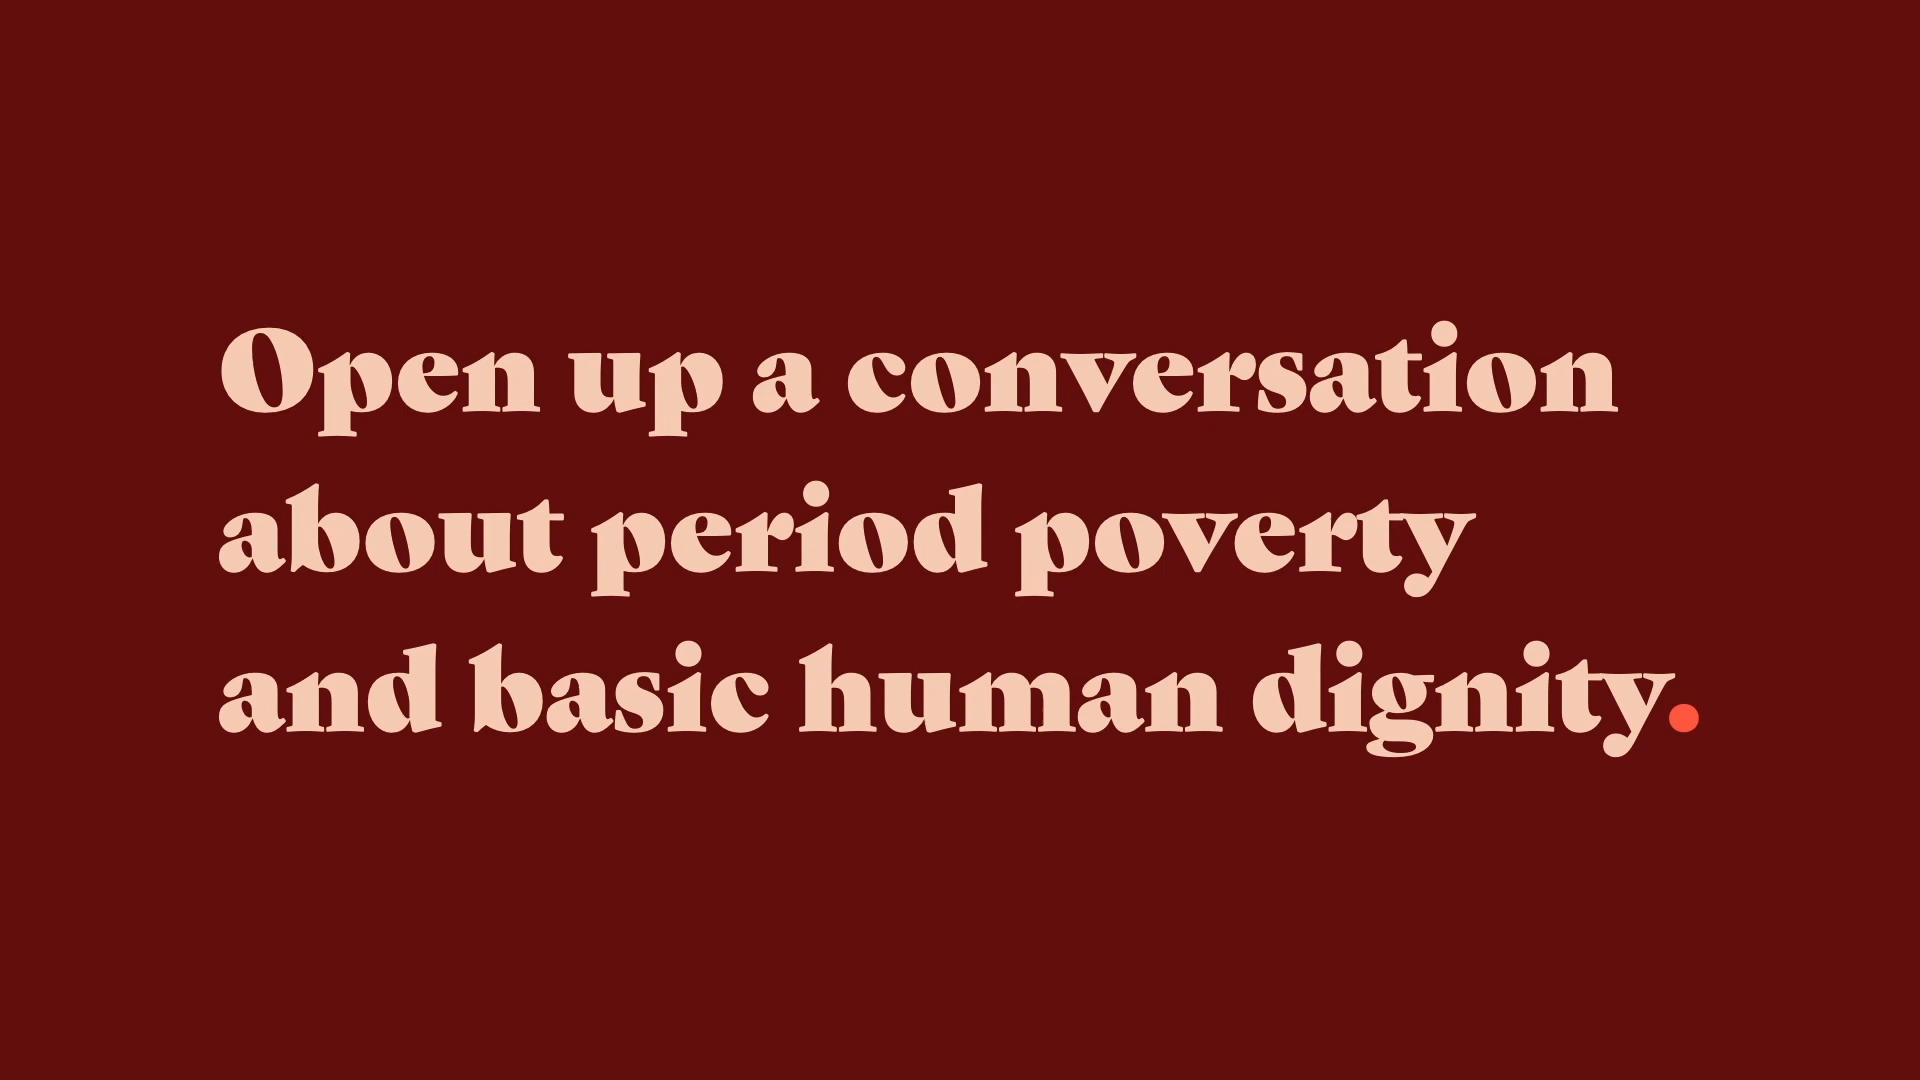 Open up a conversation
about period poverty
and basic human dignity.